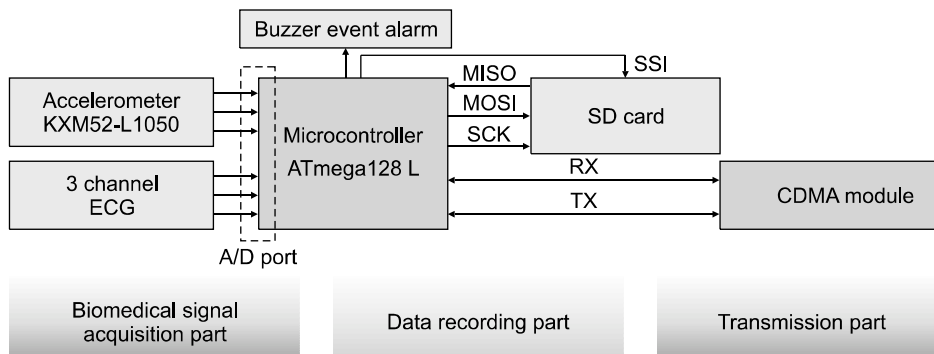 Buzzer event alarm
SSI
Accelerometer
KXM52-L1050
MISO
MOSI
SCK
SD card
Microcontroller
ATmega128 L
3 channel
ECG
RX
TX
CDMA module
A/D port
Biomedical signal
acquisition part
Data recording part
Transmission part